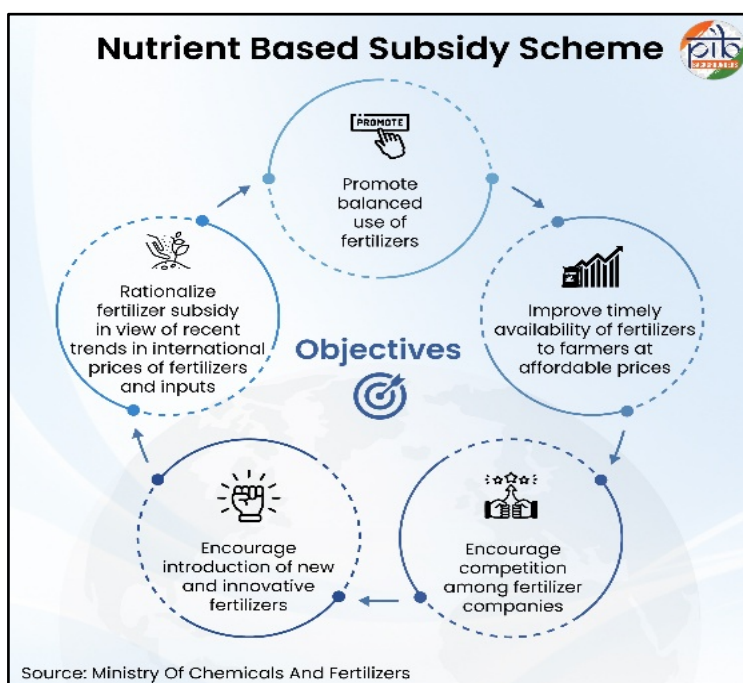 Nutrient Based Subsidy Scheme
pib
PROMOTE
Promote
balanced
use of
fertilizers
Improve timely
availability of fertilizers
to farmers at
affordable prices
Encourage
competition
among fertilizer
companies
Encourage
introduction of new
and innovative
fertilizers
Rationalize
fertilizer subsidy
in view of recent
trends in international
prices of fertilizers
and inputs
Objectives
Source: Ministry Of Chemicals And Fertilizers